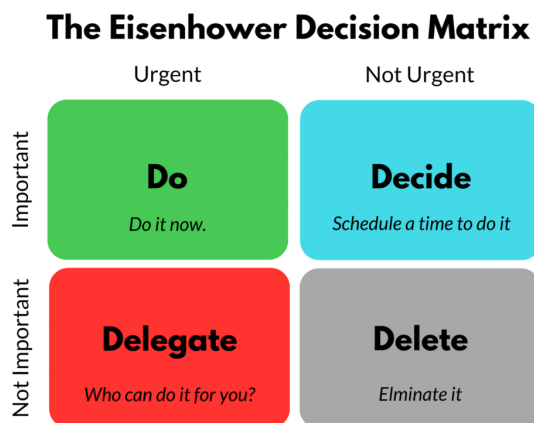 The Eisenhower Decision Matrix
Urgent
Not Urgent
Important
Do
Do it now.
Decide
Schedule a time to do it
Not Important
Delegate
Who can do it for you?
Delete
Elminate it